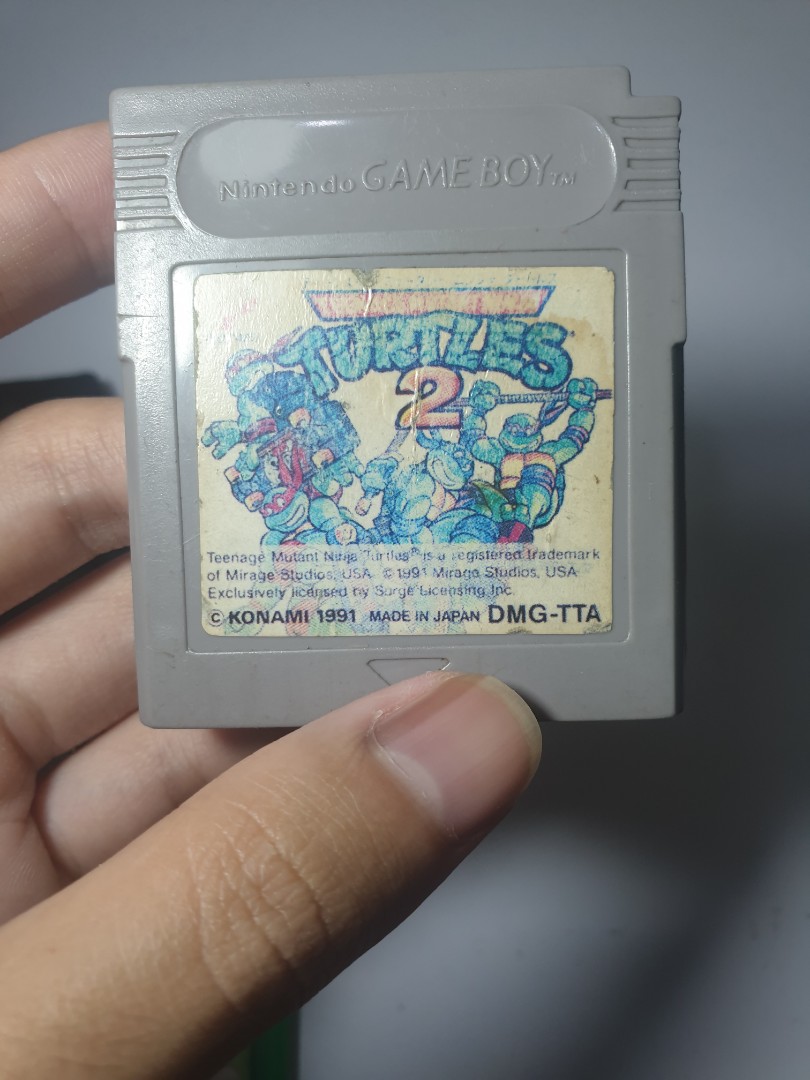 Nintendo GAME BOY™
TURTLES
2
Teenage Mutant Ninja Turtles® is a registered trademark
of Mirage Studios, USA © 1991 Mirage Studios, USA
Exclusively licensed by Surge Licensing, Inc.
© KONAMI 1991 MADE IN JAPAN DMG-TTA